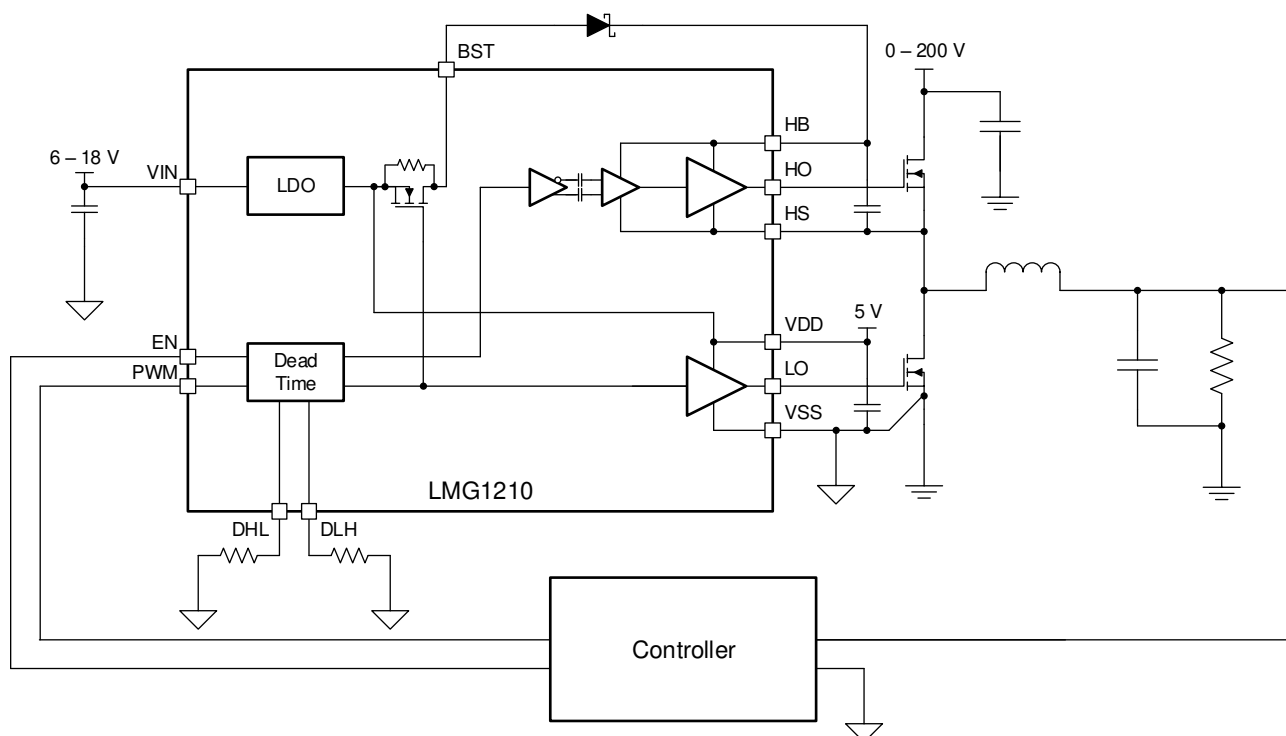 BST
0 – 200 V
HB
6 – 18 V
VIN
LDO
HO
HS
5 V
VDD
EN
Dead
Time
PWM
LO
VSS
LMG1210
DHL
DLH
Controller